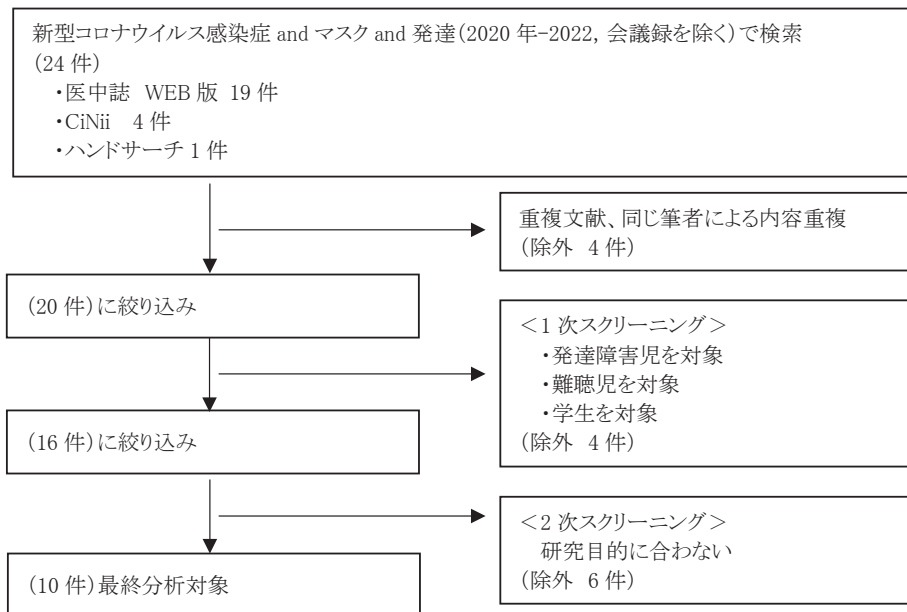 新型コロナウイルス感染症 and マスク and 発達(2020 年-2022, 会議録を除く)で検索
(24 件)
・医中誌 WEB 版 19 件
・CiNii 4 件
・ハンドサーチ 1 件
重複文献、同じ筆者による内容重複
(除外 4 件)
(20 件)に絞り込み
<1 次スクリーニング>
・発達障害児を対象
・難聴児を対象
・学生を対象
(除外 4 件)
(16 件)に絞り込み
<2 次スクリーニング>
研究目的に合わない
(除外 6 件)
(10 件)最終分析対象